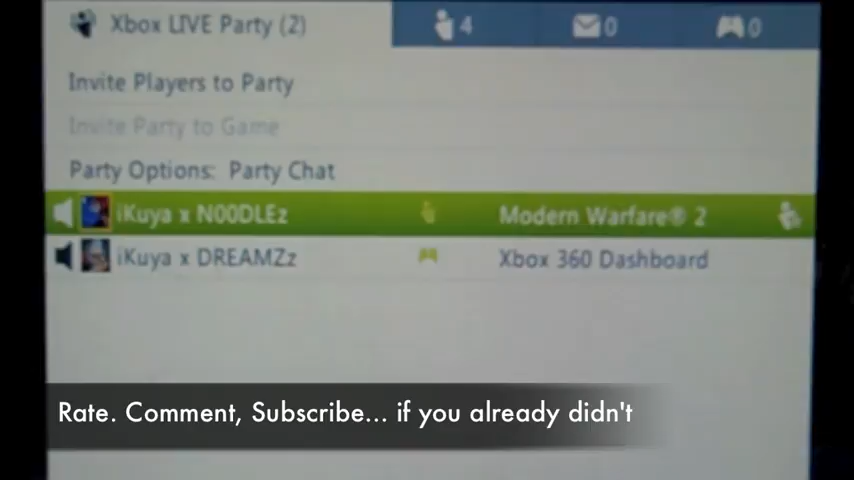 Xbox LIVE Party (2)
4
0
0
Invite Players to Party
Invite Party to Game
Party Options: Party Chat
iKuya x N00DLEz
Modern Warfare® 2
iKuya x DREAMZz
Xbox 360 Dashboard
Rate. Comment, Subscribe... if you already didn't